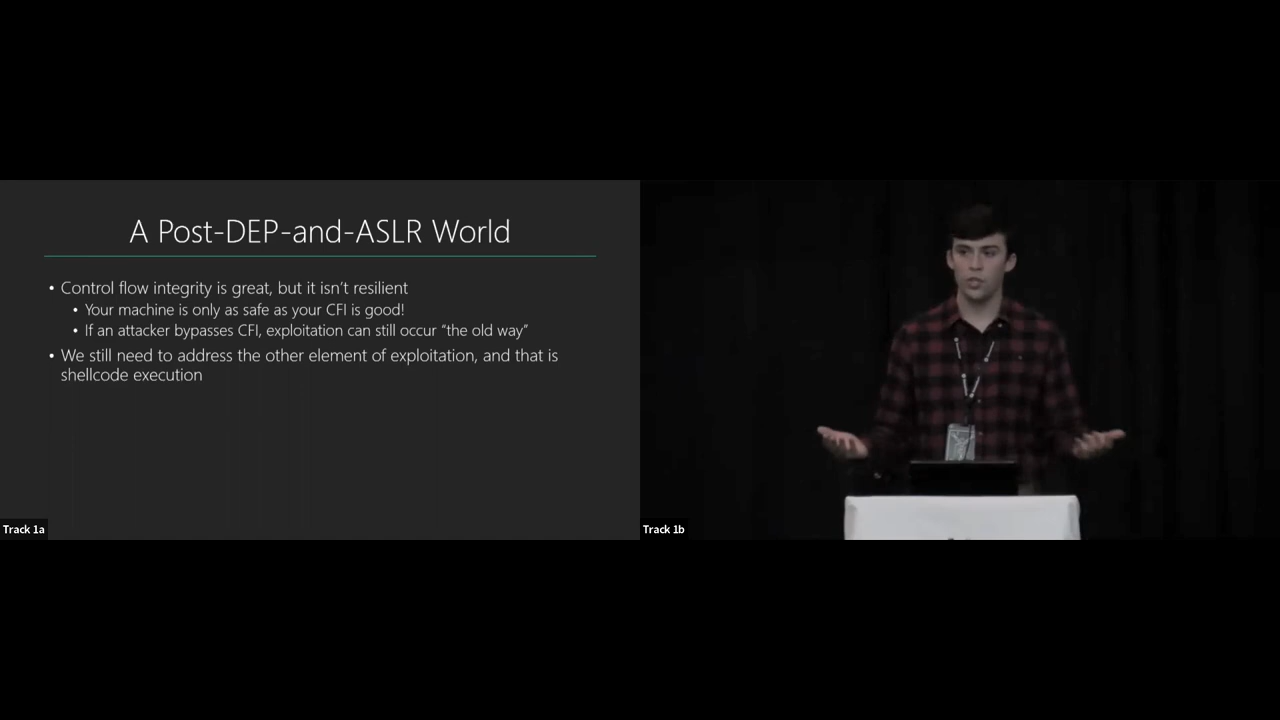 A Post-DEP-and-ASLR World
• Control flow integrity is great, but it isn't resilient
• Your machine is only as safe as your CFI is good!
• If an attacker bypasses CFI, exploitation can still occur “the old way”
• We still need to address the other element of exploitation, and that is
shellcode execution
Track 1a
Track 1b